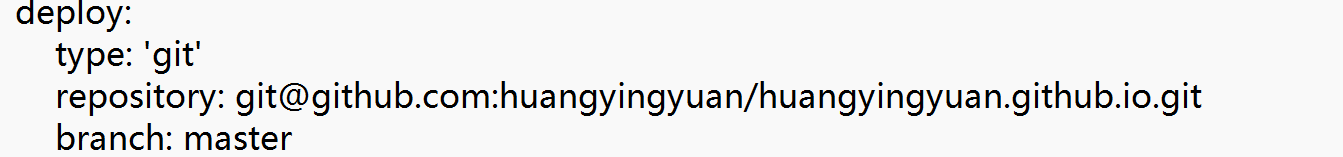 deploy:
type: 'git'
repository: git@github.com:huangyingyuan/huangyingyuan.github.io.git
branch: master